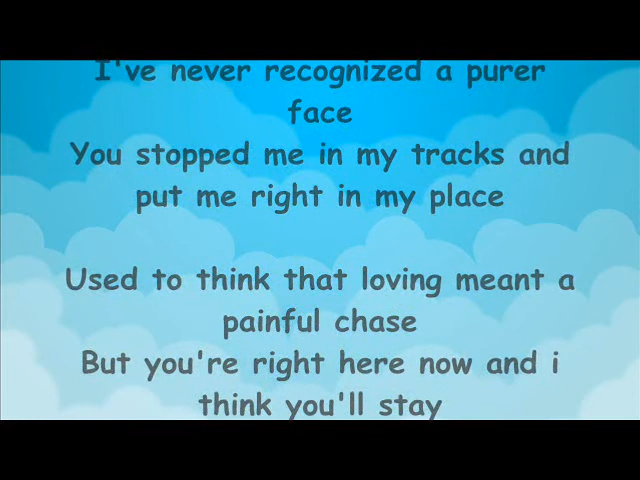 I've never recognized a purer
face
You stopped me in my tracks and
put me right in my place
Used to think that loving meant a
painful chase
But you're right here now and i
think you'll stay